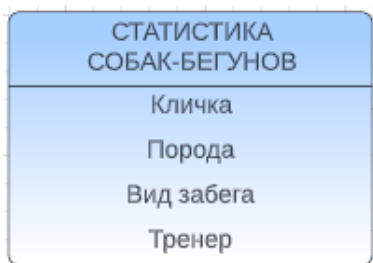 СТАТИСТИКА
СОБАК-БЕГУНОВ
Кличка
Порода
Вид забега
Тренер